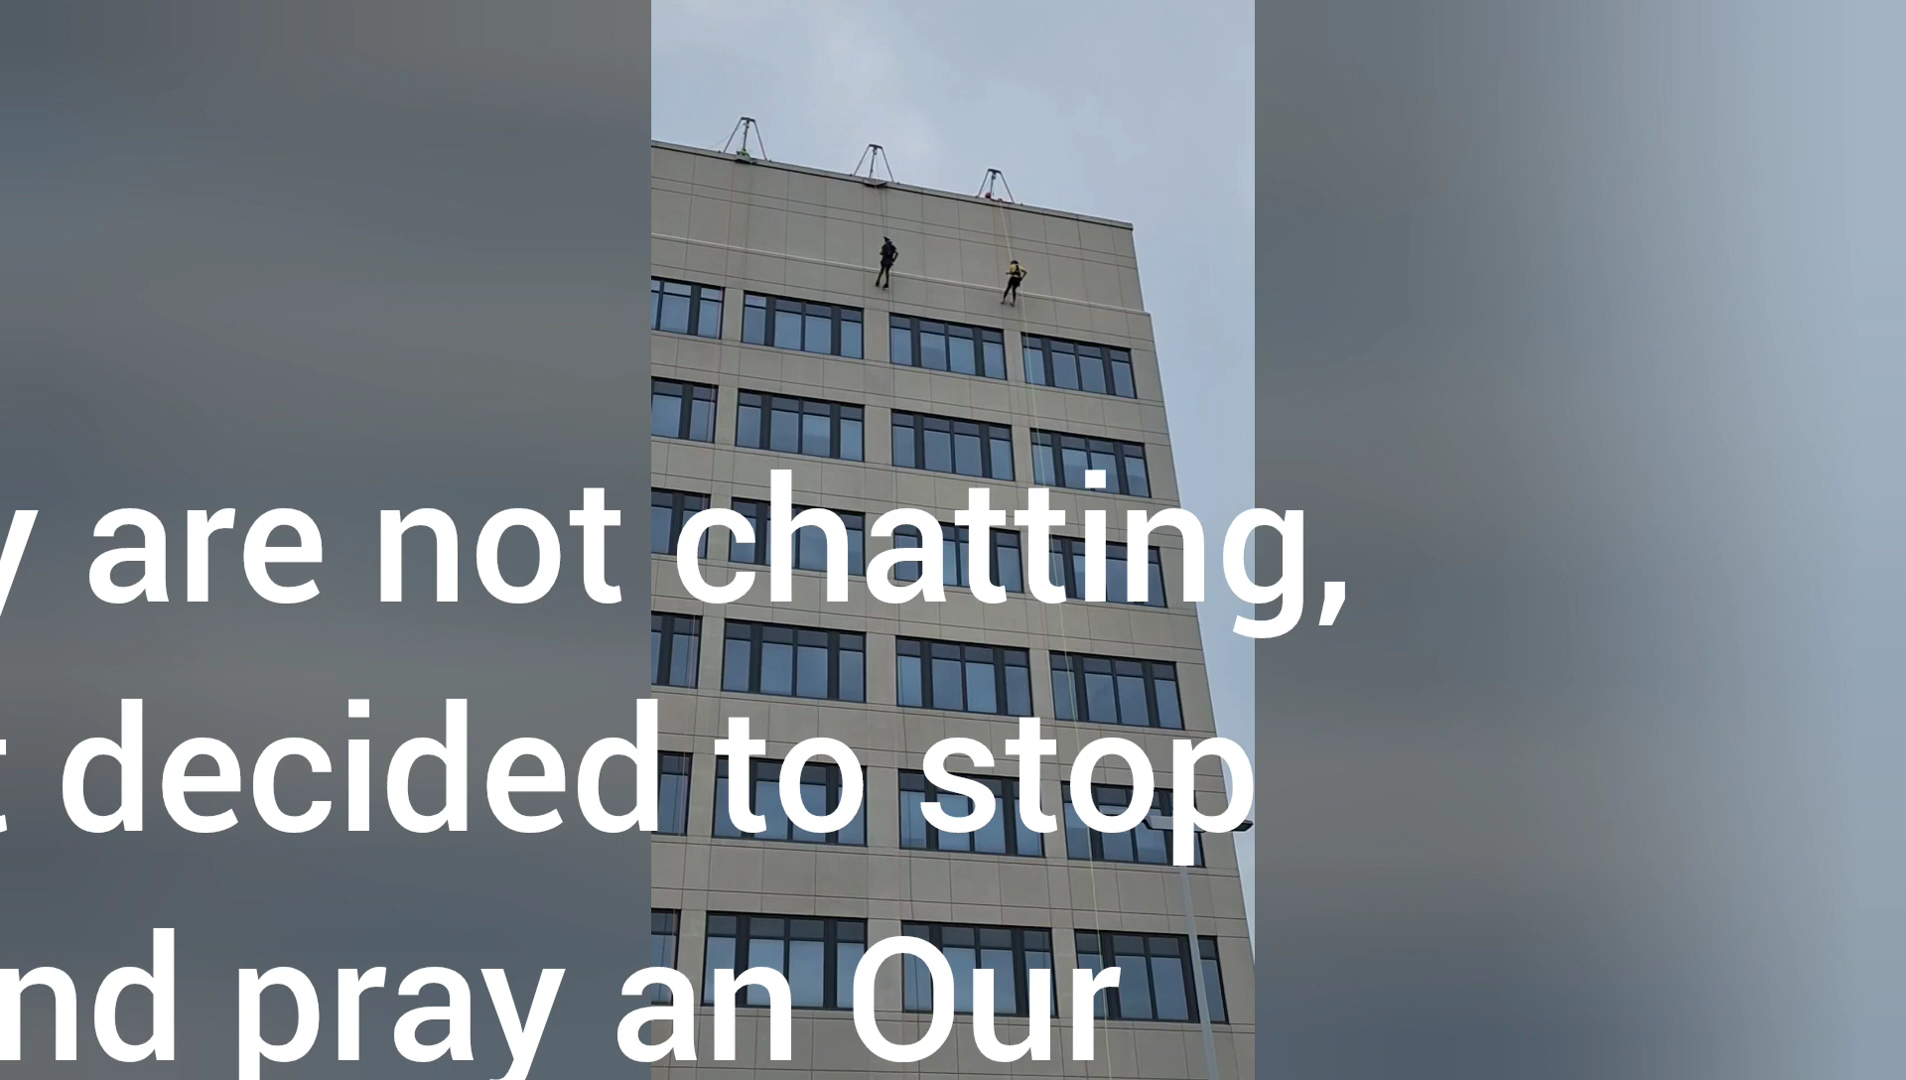 y are not chatting,
t decided to stop
nd pray an Our